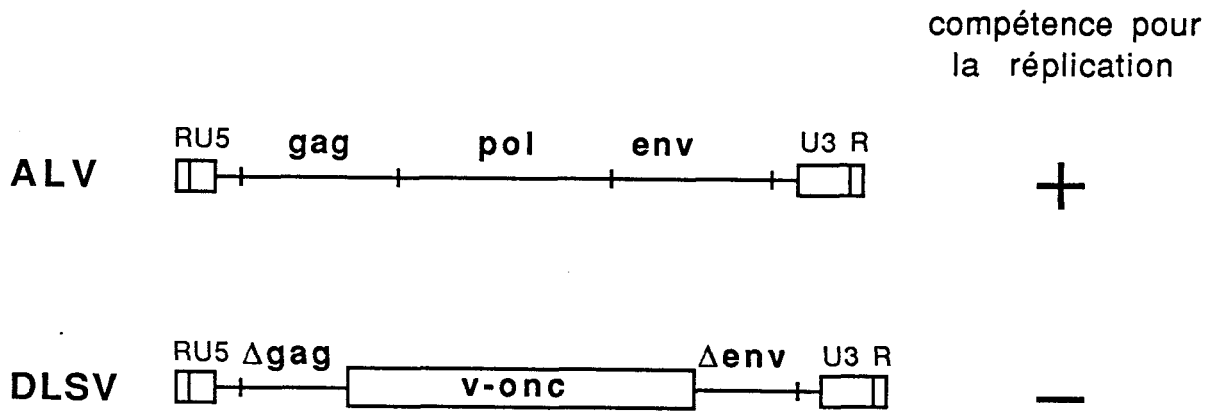 compétence pour
la réplication
RU5 gag pol env U3 R
ALV +
RU5 Δgag Δenv U3 R
DLSV v-onc −